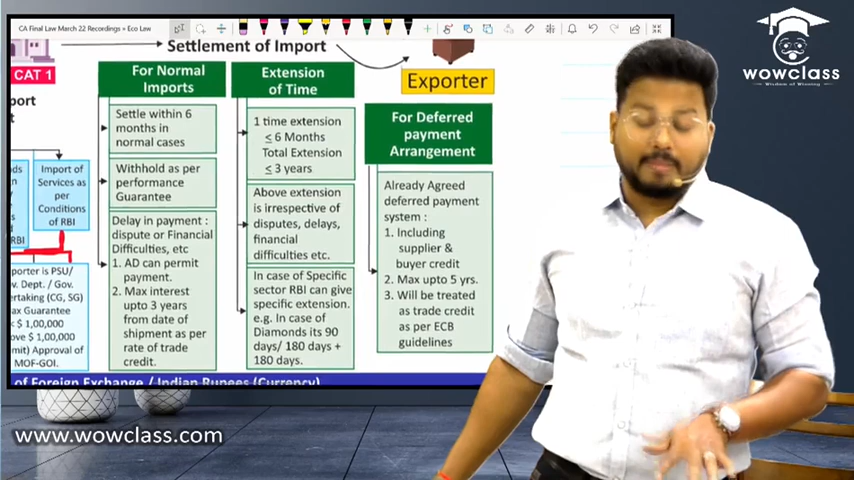 CA Final Law March 22 Recordings » Eco Law
Settlement of Import
CAT 1
Exporter
For Normal
Imports
Settle within 6
months in
normal cases
Withhold as per
performance
Guarantee
Delay in payment :
dispute or Financial
Difficulties, etc
1. AD can permit
payment.
2. Max interest
upto 3 years
from date of
shipment as per
rate of trade
credit.
Extension
of Time
1 time extension
≤ 6 Months
Total Extension
≤ 3 years
Above extension
is irrespective of
disputes, delays,
financial
difficulties etc.
In case of Specific
sector RBI can give
specific extension.
e.g. In case of
Diamonds its 90
days/ 180 days +
180 days.
For Deferred
payment
Arrangement
Already Agreed
deferred payment
system :
1. Including
supplier &
buyer credit
2. Max upto 5 yrs.
3. Will be treated
as trade credit
as per ECB
guidelines
port
Import of
Services as
per
Conditions
of RBI
RBI
porter is PSU/
v. Dept. / Gov.
ertaking (CG, SG)
ax Guarantee
< $ 1,00,000
ove $ 1,00,000
mit) Approval of
MOF-GOI.
of Foreign Exchange / Indian Rupees (Currency)
wowclass
Wisdom of Winning
www.wowclass.com